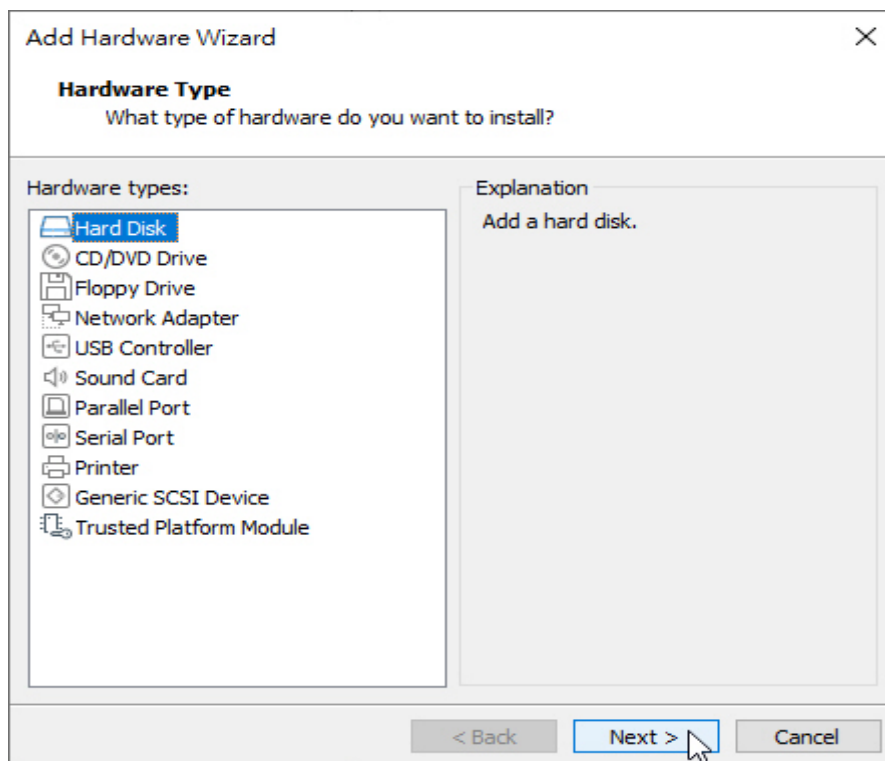 Add Hardware Wizard
Hardware Type
What type of hardware do you want to install?
Hardware types:
Hard Disk
CD/DVD Drive
Floppy Drive
Network Adapter
USB Controller
Sound Card
Parallel Port
Serial Port
Printer
Generic SCSI Device
Trusted Platform Module
Explanation
Add a hard disk.
< Back
Next >
Cancel